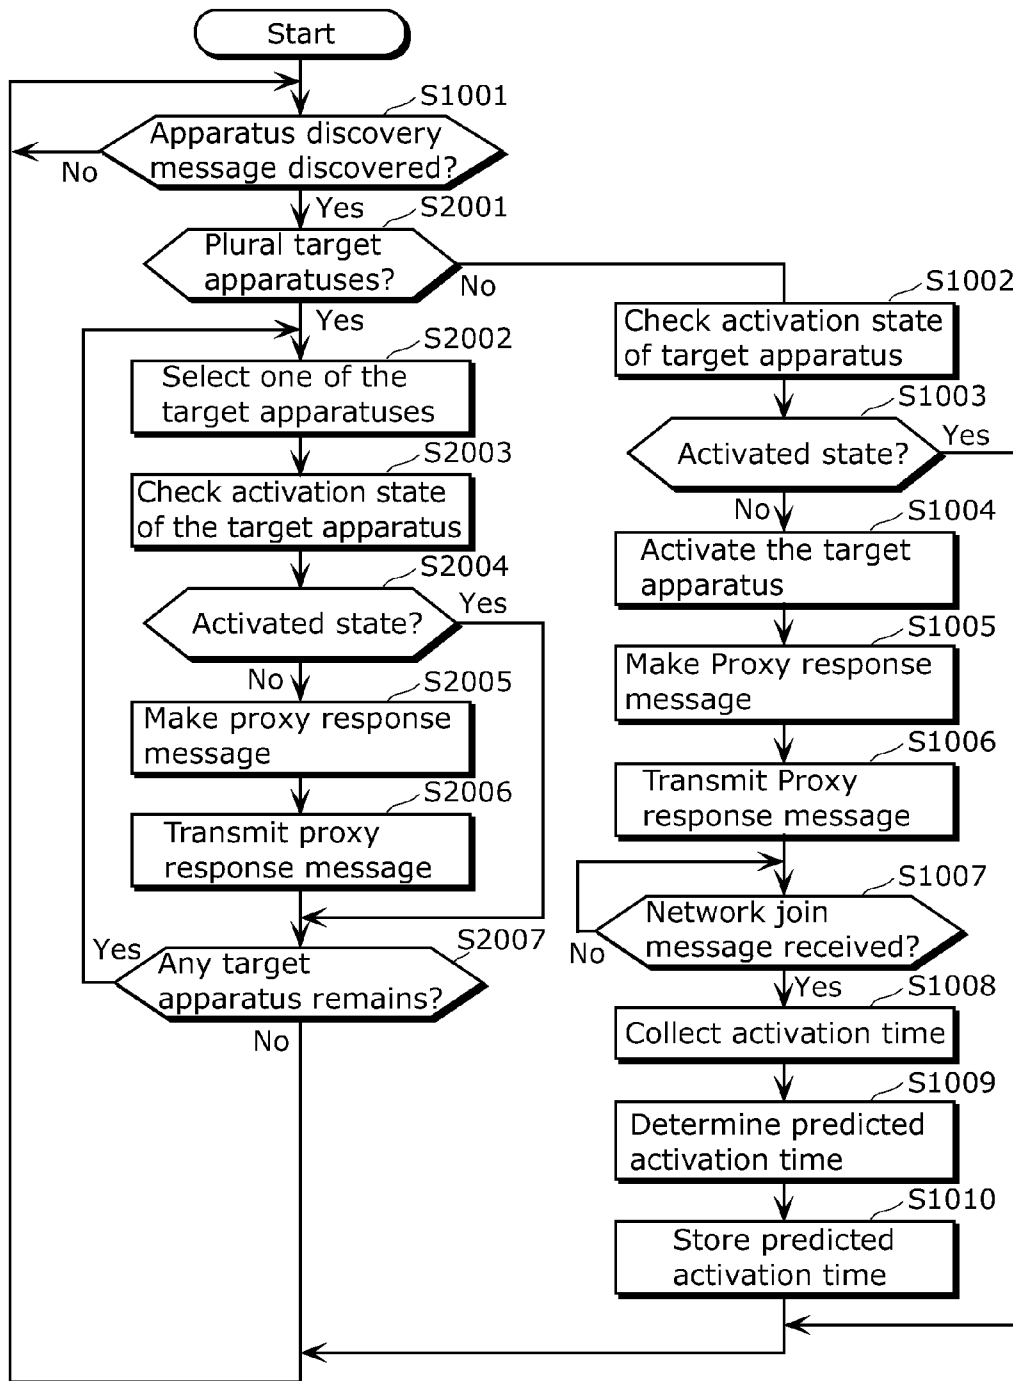 Start
S1001
Apparatus discovery
message discovered?
No
Yes
S2001
Plural target
apparatuses?
No
Yes
S2002
Select one of the
target apparatuses
S2003
Check activation state
of the target apparatus
S2004
Activated state?
Yes
No
S2005
Make proxy response
message
S2006
Transmit proxy
response message
S2007
Yes
Any target
apparatus remains?
No
S1002
Check activation state
of target apparatus
S1003
Activated state?
Yes
No
S1004
Activate the target
apparatus
S1005
Make Proxy response
message
S1006
Transmit Proxy
response message
S1007
Network join
message received?
No
Yes
S1008
Collect activation time
S1009
Determine predicted
activation time
S1010
Store predicted
activation time